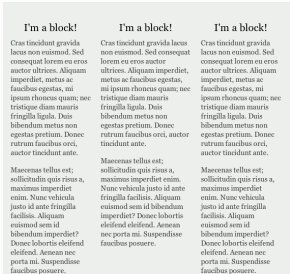 I'm a block!
Cras tincidunt gravida
lacus non euismod. Sed
consequat lorem eu eros
auctor ultrices. Aliquam
imperdiet, metus ac
faucibus egestas, mi
ipsum rhoncus quam; nec
tristique diam mauris
fringilla ligula. Duis
bibendum metus non
egestas pretium. Donec
rutrum faucibus orci,
auctor tincidunt ante.
Maecenas tellus est;
sollicitudin quis risus a,
maximus imperdiet
enim. Nunc vehicula
justo id ante fringilla
facilisis. Aliquam
euismod sem id
bibendum imperdiet?
Donec lobortis eleifend
eleifend. Aenean nec
porta mi. Suspendisse
faucibus posuere.
I'm a block!
Cras tincidunt gravida lacus
non euismod. Sed consequat
lorem eu eros auctor
ultrices. Aliquam imperdiet,
metus ac faucibus egestas,
mi ipsum rhoncus quam; nec
tristique diam mauris
fringilla ligula. Duis
bibendum metus non
egestas pretium. Donec
rutrum faucibus orci, auctor
tincidunt ante.
Maecenas tellus est;
sollicitudin quis risus a,
maximus imperdiet enim.
Nunc vehicula justo id ante
fringilla facilisis. Aliquam
euismod sem id bibendum
imperdiet? Donec lobortis
eleifend eleifend. Aenean
nec porta mi. Suspendisse
faucibus posuere.
I'm a block!
Cras tincidunt gravida
lacus non euismod. Sed
consequat lorem eu eros
auctor ultrices. Aliquam
imperdiet, metus ac
faucibus egestas, mi
ipsum rhoncus quam; nec
tristique diam mauris
fringilla ligula. Duis
bibendum metus non
egestas pretium. Donec
rutrum faucibus orci,
auctor tincidunt ante.
Maecenas tellus est;
sollicitudin quis risus a,
maximus imperdiet
enim. Nunc vehicula
justo id ante fringilla
facilisis. Aliquam
euismod sem id
bibendum imperdiet?
Donec lobortis eleifend
eleifend. Aenean nec
porta mi. Suspendisse
faucibus posuere.